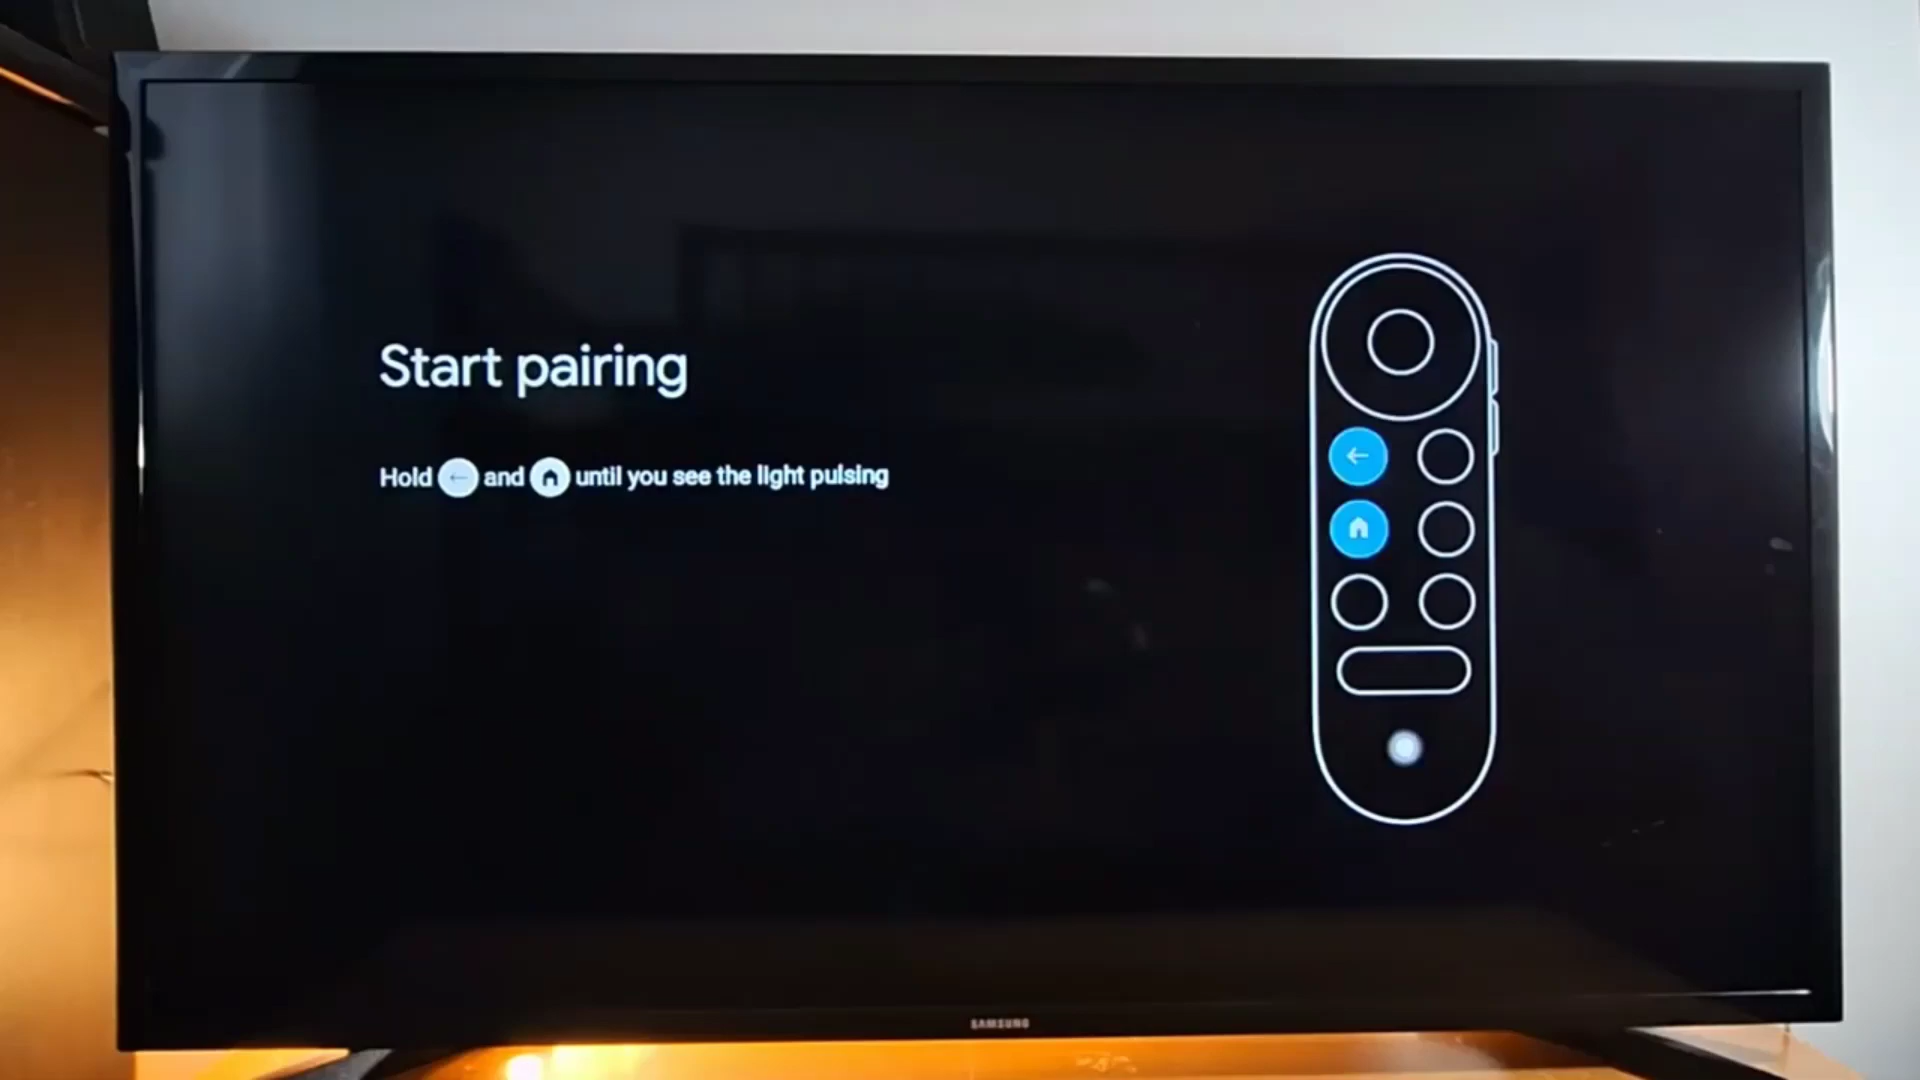 Start pairing
Hold ← and until you see the light pulsing
←
SAMSUNG